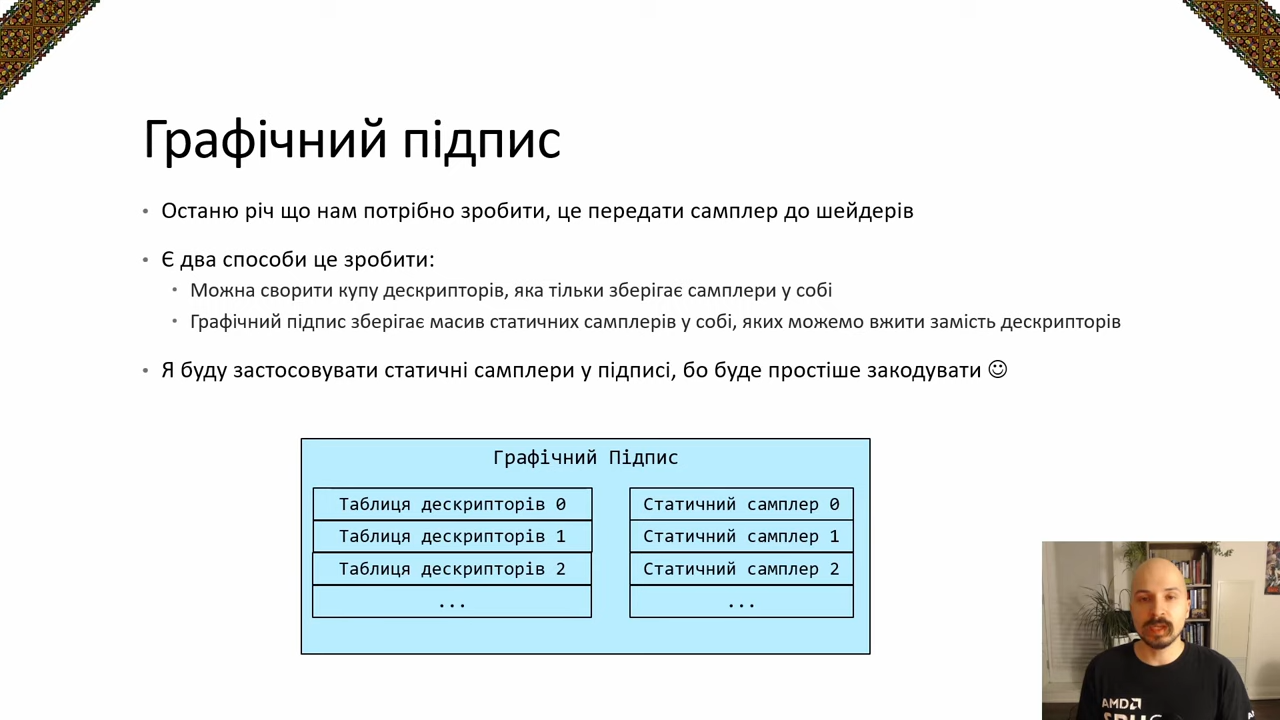 Графічний підпис
• Останю річ що нам потрібно зробити, це передати самплер до шейдерів
• Є два способи це зробити:
• Можна сворити купу дескрипторів, яка тільки зберігає самплери у собі
• Графічний підпис зберігає масив статичних самплерів у собі, яких можемо вжити замість дескрипторів
• Я буду застосовувати статичні самплери у підписі, бо буде простіше закодувати ☺
Графічний Підпис
Таблиця дескрипторів 0
Таблиця дескрипторів 1
Таблиця дескрипторів 2
...
Статичний самплер 0
Статичний самплер 1
Статичний самплер 2
...
AMD